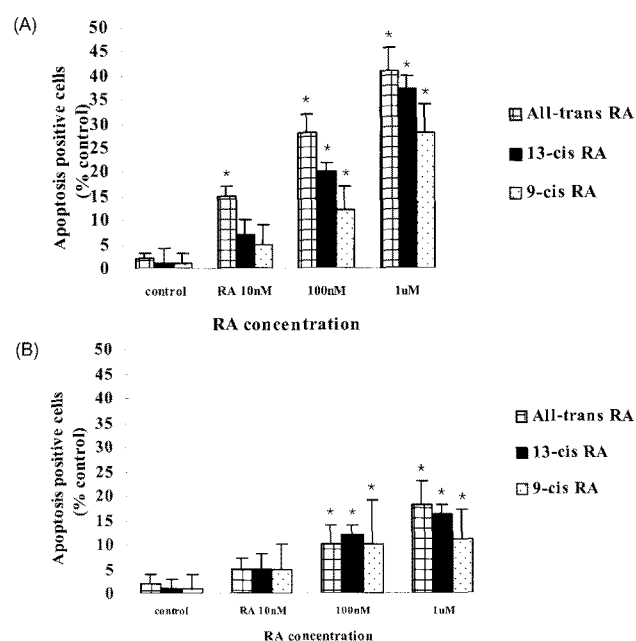 (A)
Apoptosis positive cells
(% control)
50
45
40
35
30
25
20
15
10
5
0
* * * * * * *
control RA 10nM 100nM 1uM
RA concentration
All-trans RA
13-cis RA
9-cis RA
(B)
Apoptosis positive cells
(% control)
50
45
40
35
30
25
20
15
10
5
0
* * * * * *
control RA 10nM 100nM 1uM
RA concentration
All-trans RA
13-cis RA
9-cis RA